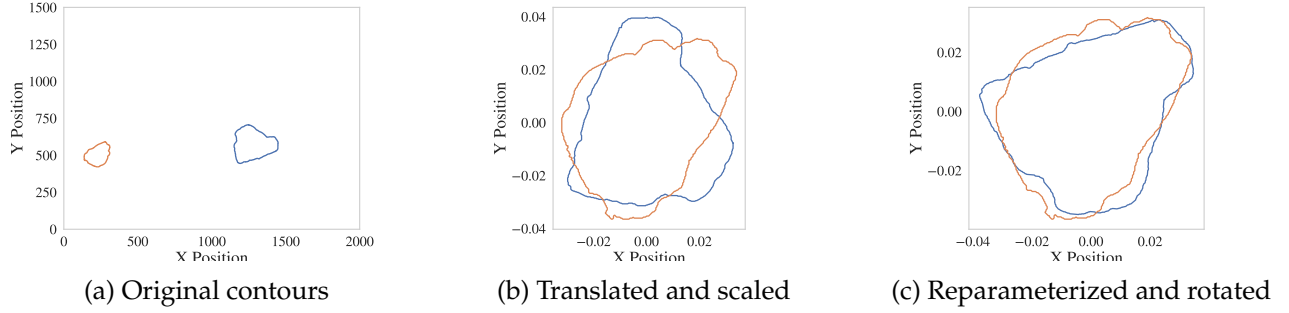 1500
1250
1000
750
500
250
0
Y Position
0 500 1000 1500 2000
X Position
(a) Original contours
0.04
0.02
0.00
−0.02
−0.04
Y Position
−0.02 0.00 0.02
X Position
(b) Translated and scaled
0.02
0.00
−0.02
Y Position
−0.04 −0.02 0.00 0.02
X Position
(c) Reparameterized and rotated